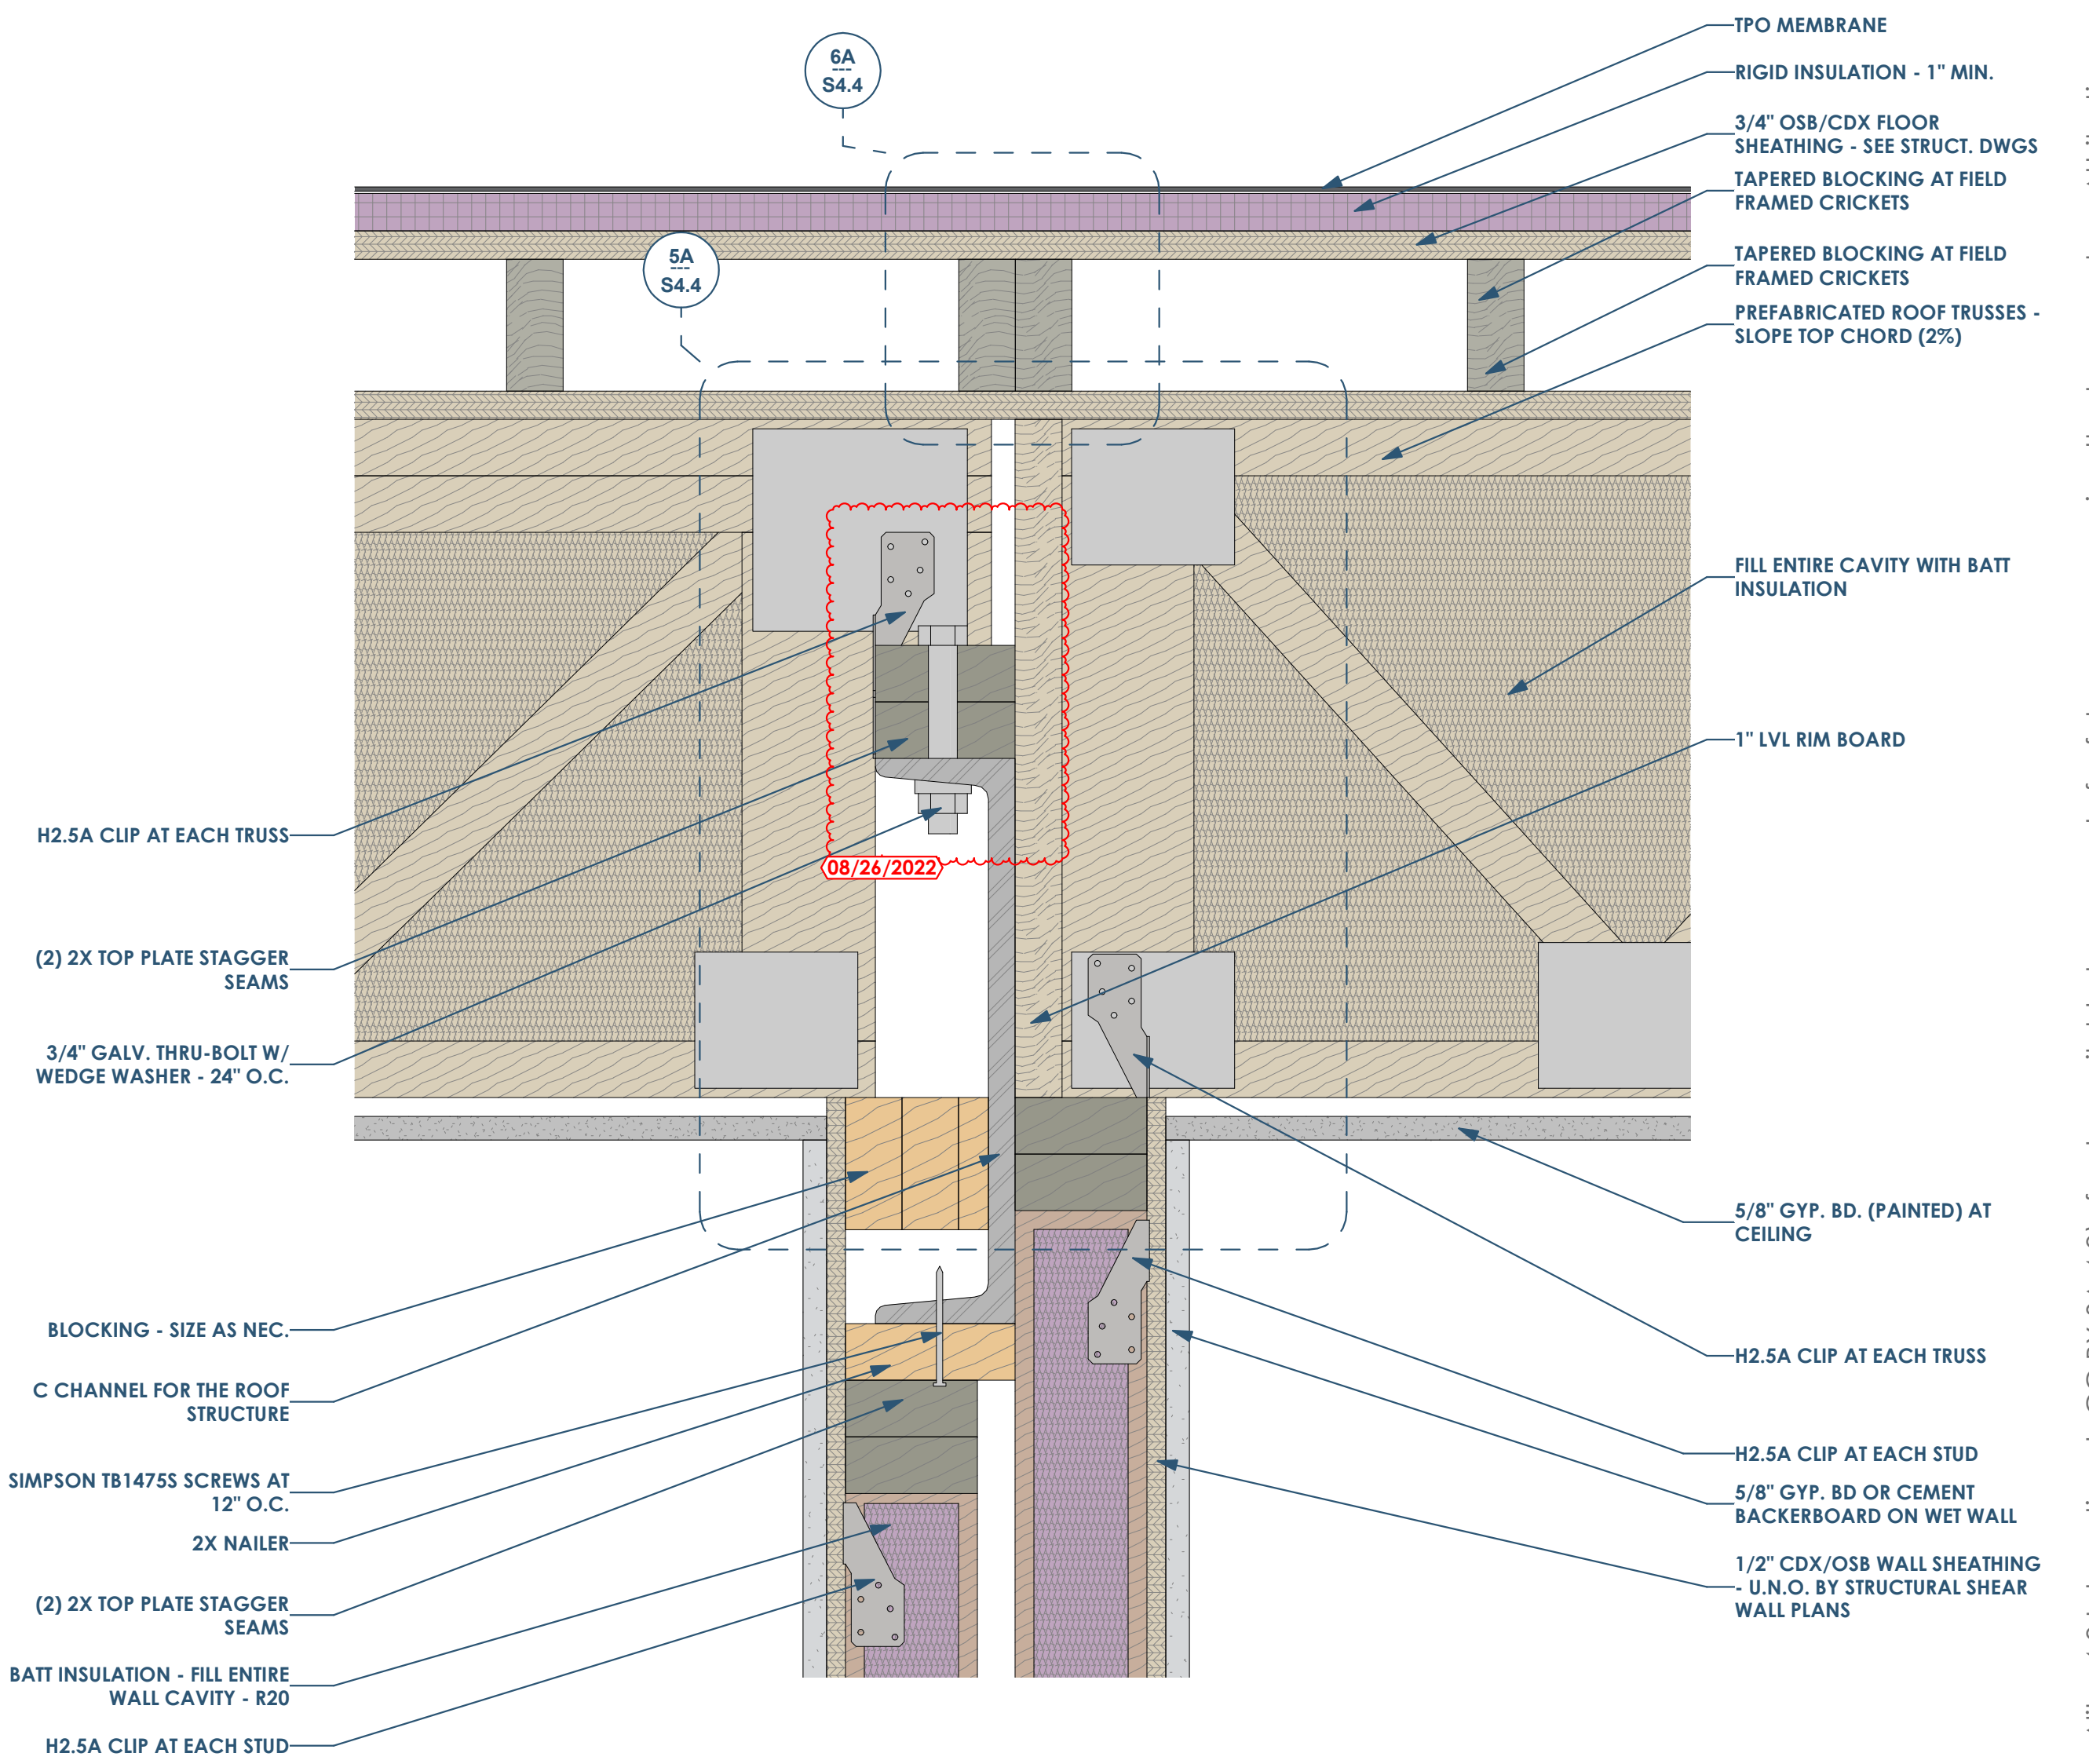 6A
S4.4
5A
S4.4
TPO MEMBRANE
RIGID INSULATION - 1" MIN.
3/4" OSB/CDX FLOOR
SHEATHING - SEE STRUCT. DWGS
TAPERED BLOCKING AT FIELD
FRAMED CRICKETS
TAPERED BLOCKING AT FIELD
FRAMED CRICKETS
PREFABRICATED ROOF TRUSSES -
SLOPE TOP CHORD (2%)
FILL ENTIRE CAVITY WITH BATT
INSULATION
1" LVL RIM BOARD
5/8" GYP. BD. (PAINTED) AT
CEILING
H2.5A CLIP AT EACH TRUSS
H2.5A CLIP AT EACH STUD
5/8" GYP. BD OR CEMENT
BACKERBOARD ON WET WALL
1/2" CDX/OSB WALL SHEATHING
- U.N.O. BY STRUCTURAL SHEAR
WALL PLANS
H2.5A CLIP AT EACH TRUSS
08/26/2022
(2) 2X TOP PLATE STAGGER
SEAMS
3/4" GALV. THRU-BOLT W/
WEDGE WASHER - 24" O.C.
BLOCKING - SIZE AS NEC.
C CHANNEL FOR THE ROOF
STRUCTURE
SIMPSON TB1475S SCREWS AT
12" O.C.
2X NAILER
(2) 2X TOP PLATE STAGGER
SEAMS
BATT INSULATION - FILL ENTIRE
WALL CAVITY - R20
H2.5A CLIP AT EACH STUD